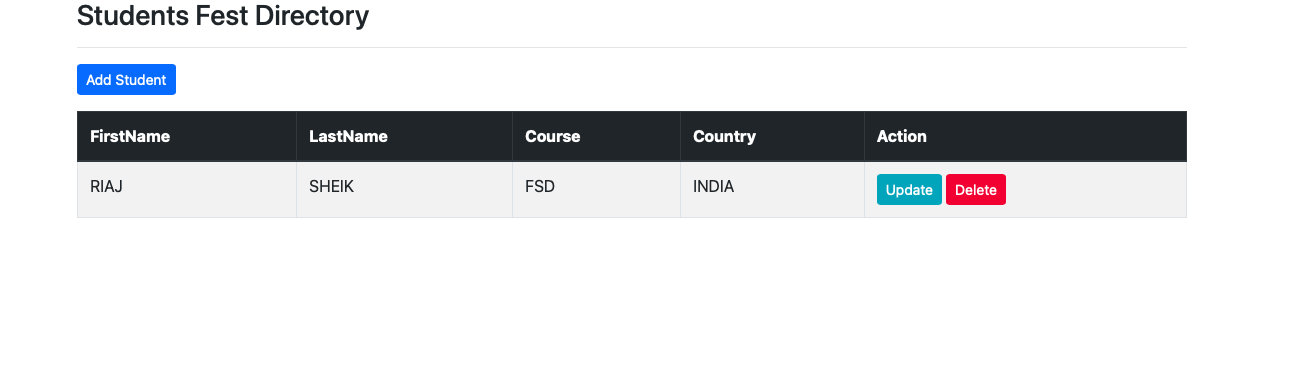 Students Fest Directory
Add Student
FirstName LastName Course Country Action
RIAJ SHEIK FSD INDIA Update Delete